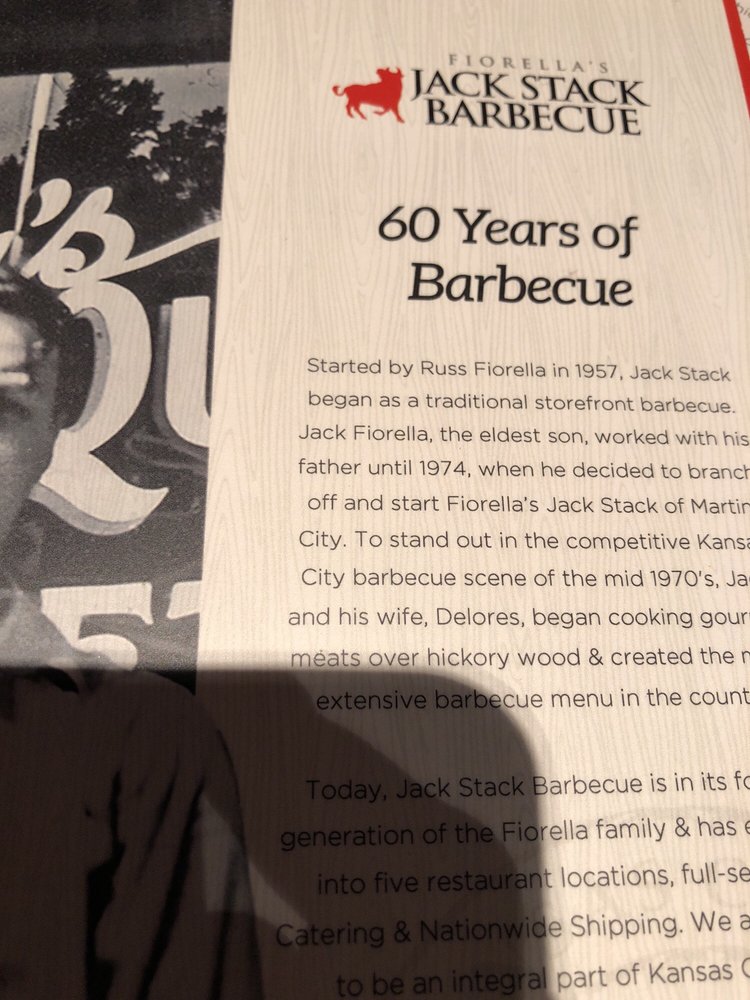 FIORELLA'S
JACK STACK
BARBECUE
60 Years of
Barbecue
Started by Russ Fiorella in 1957, Jack Stack
began as a traditional storefront barbecue.
Jack Fiorella, the eldest son, worked with his
father until 1974, when he decided to branch
off and start Fiorella's Jack Stack of Martin
City. To stand out in the competitive
City barbecue scene of the mid 1970's,
and his wife, Delores, began cooking
meats over hickory wood & created the
extensive barbecue menu in the
Today, Jack Stack Barbecue is in its
generation of the Fiorella family & has
into five restaurant locations,
Catering & Nationwide Shipping. We
to be an integral part of Kansas